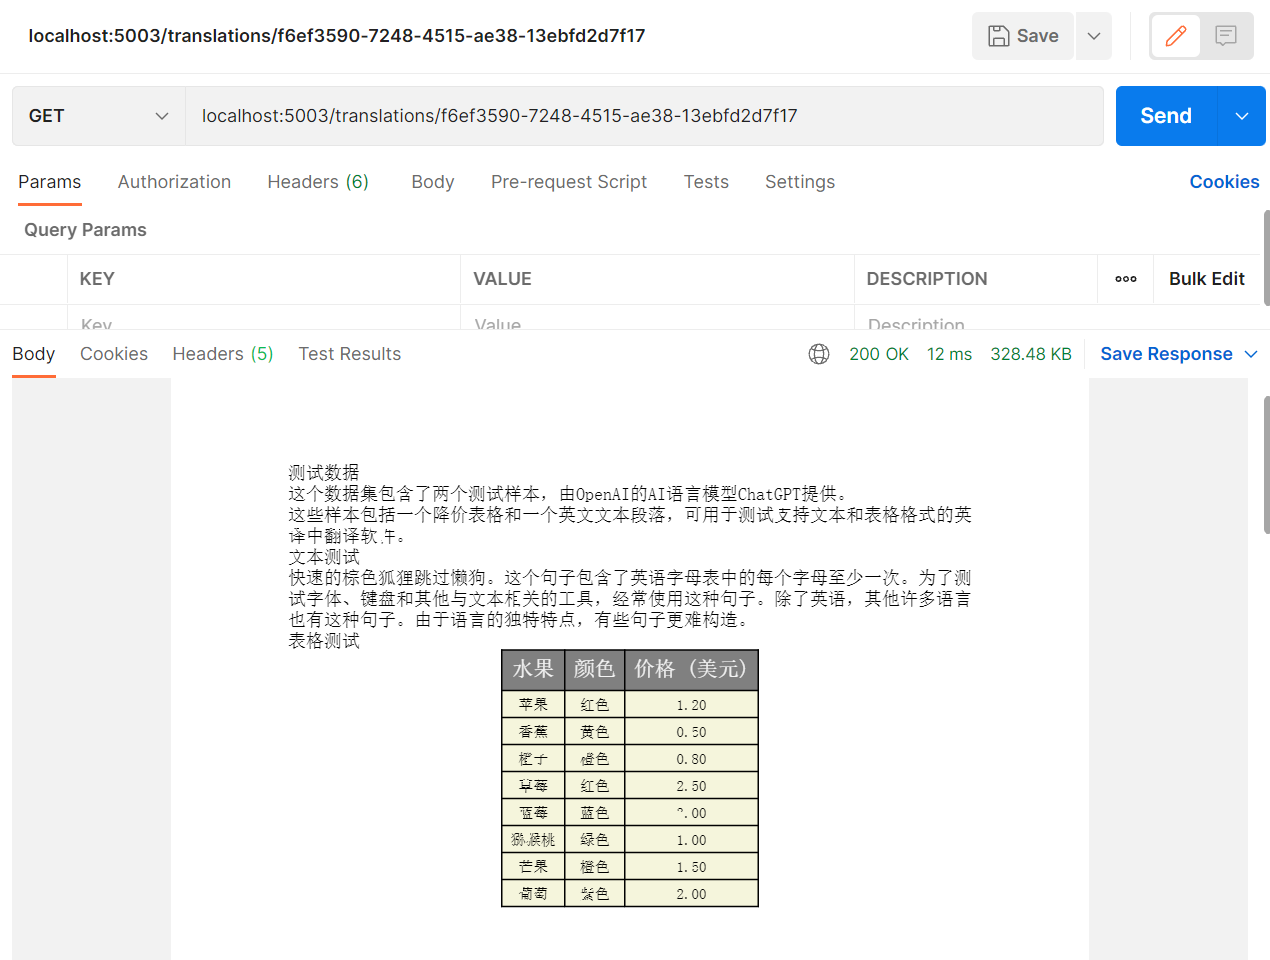 localhost:5003/translations/f6ef3590-7248-4515-ae38-13ebfd2d7f17
Save
GET
localhost:5003/translations/f6ef3590-7248-4515-ae38-13ebfd2d7f17
Send
Params Authorization Headers (6) Body Pre-request Script Tests Settings Cookies
Query Params
KEY VALUE DESCRIPTION ooo Bulk Edit
Key Value Description
Body Cookies Headers (5) Test Results 200 OK 12 ms 328.48 KB Save Response
测试数据
这个数据集包含了两个测试样本，由OpenAI的AI语言模型ChatGPT提供。
这些样本包括一个降价表格和一个英文文本段落，可用于测试支持文本和表格格式的英
译中翻译软件。
文本测试
快速的棕色狐狸跳过懒狗。这个句子包含了英语字母表中的每个字母至少一次。为了测
试字体、键盘和其他与文本相关的工具，经常使用这种句子。除了英语，其他许多语言
也有这种句子。由于语言的独特特点，有些句子更难构造。
表格测试
水果 颜色 价格（美元）
苹果 红色 1.20
香蕉 黄色 0.50
橙子 橙色 0.80
草莓 红色 2.50
蓝莓 蓝色 .00
猕猴桃 绿色 1.00
芒果 橙色 1.50
葡萄 紫色 2.00